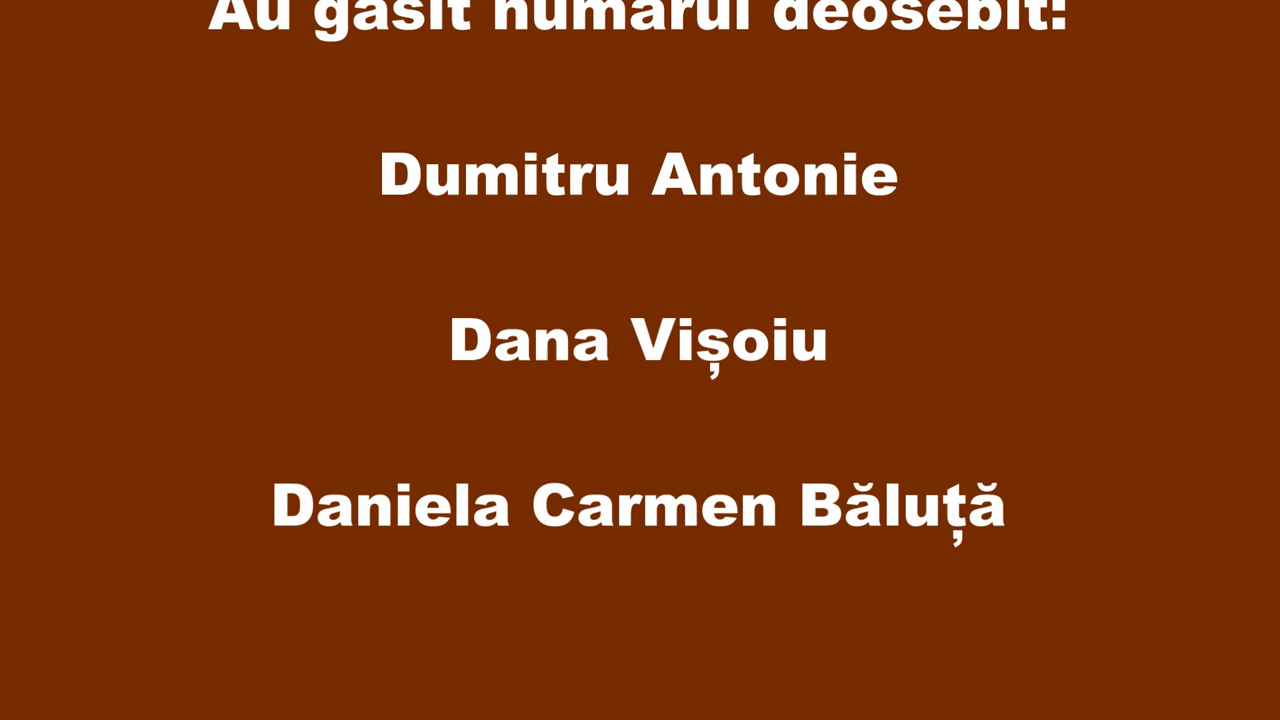 Au găsit numărul deosebit:
Dumitru Antonie
Dana Vișoiu
Daniela Carmen Băluță